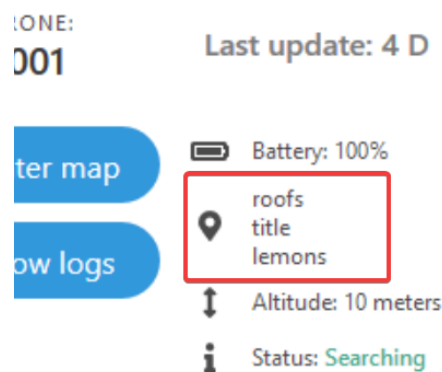 RONE:
001
Last update: 4 D
ter map
ow logs
Battery: 100%
roofs
title
lemons
Altitude: 10 meters
Status: Searching